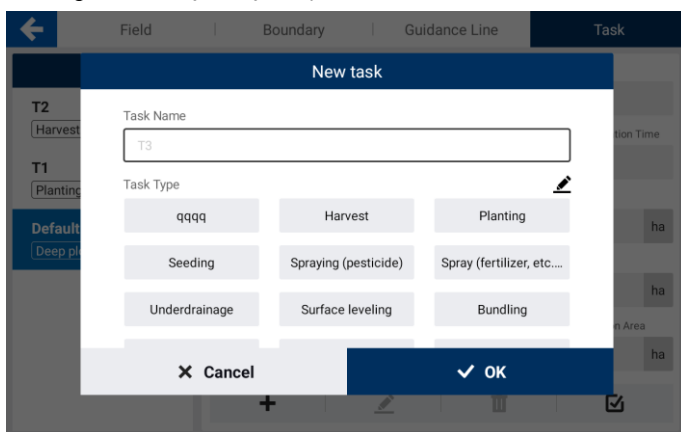 Field Boundary Guidance Line Task
New task
T2
Harvest
T1
Planting
Default
Deep
Task Name
T3
Task Type
qqqq Harvest Planting
Seeding Spraying (pesticide) Spray (fertilizer, etc....
Underdrainage Surface leveling Bundling
Cancel OK
Time
ha
ha
Area
ha